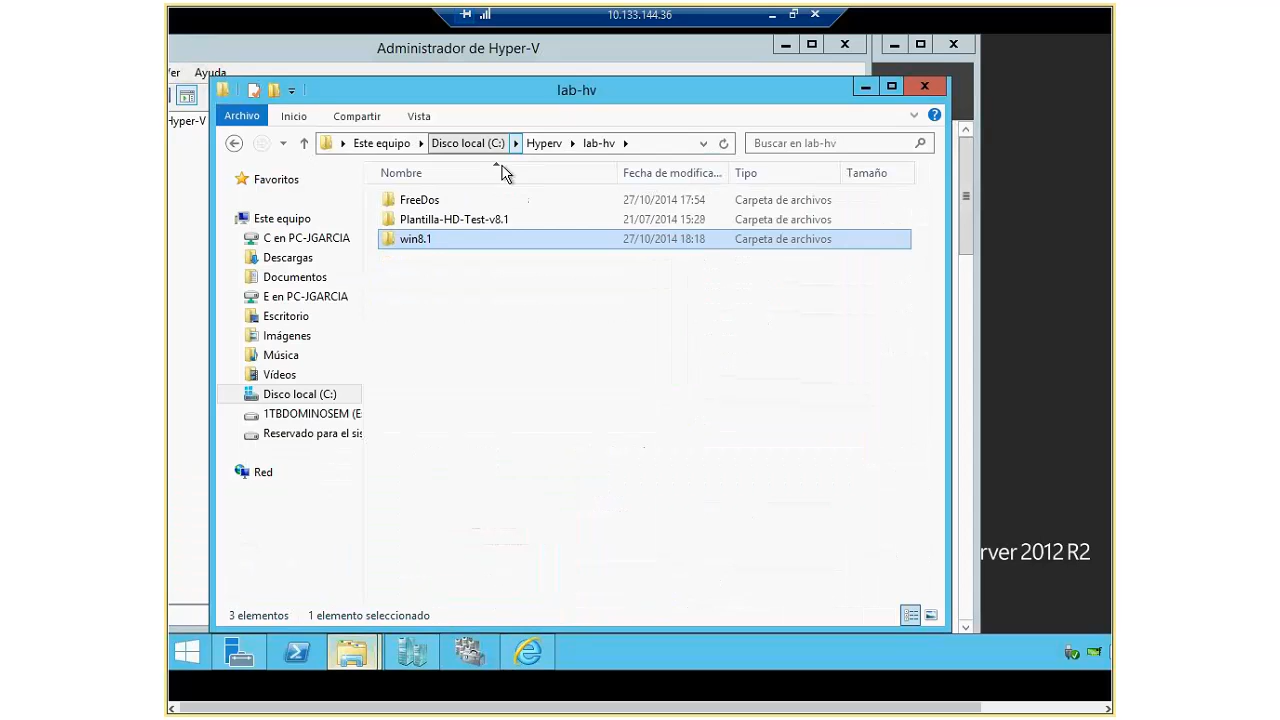 10.133.144.36
Administrador de Hyper-V
Ver Ayuda
Hyper-V
lab-hv
Archivo Inicio Compartir Vista
Este equipo Disco local (C:) Hyperv lab-hv
Buscar en lab-hv
Nombre Fecha de modifica... Tipo Tamaño
FreeDos 27/10/2014 17:54 Carpeta de archivos
Plantilla-HD-Test-v8.1 21/07/2014 15:28 Carpeta de archivos
win8.1 27/10/2014 18:18 Carpeta de archivos
Favoritos
Este equipo
C en PC-JGARCIA
Descargas
Documentos
E en PC-JGARCIA
Escritorio
Imágenes
Música
Vídeos
Disco local (C:)
1TBDOMINOSEM (E
Reservado para el sis
Red
rver 2012 R2
3 elementos 1 elemento seleccionado